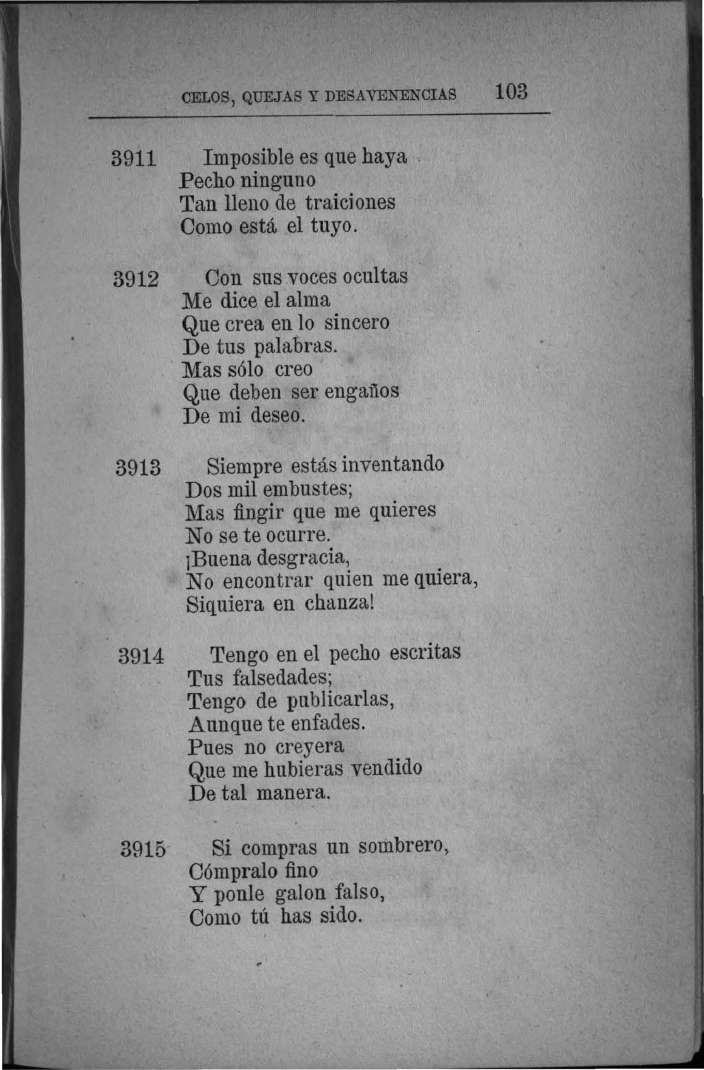 CELOS, QUEJAS Y DESAVENENCIAS 103
3911 Imposible es que haya
Pecho ninguno
Tan lleno de traiciones
Como está el tuyo.
3912 Con sus voces ocultas
Me dice el alma
Que crea en lo sincero
De tus palabras.
Mas sólo creo
Que deben ser engaños
De mi deseo.
3913 Siempre estás inventando
Dos mil embustes;
Mas fingir que me quieres
No se te ocurre.
¡Buena desgracia,
No encontrar quien me quiera,
Siquiera en chanza!
3914 Tengo en el pecho escritas
Tus falsedades;
Tengo de publicarlas,
Aunque te enfades.
Pues no creyera
Que me hubieras vendido
De tal manera.
3915 Si compras un sombrero,
Cómpralo fino
Y ponle galon falso,
Como tú has sido.